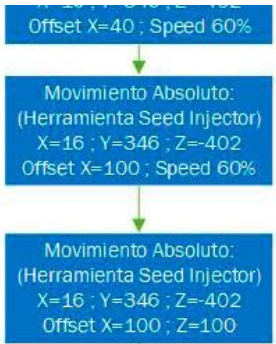 Offset X=40 ; Speed 60%
Movimiento Absoluto:
(Herramienta Seed Injector)
X=16 ; Y=346 ; Z=-402
Offset X=100 ; Speed 60%
Movimiento Absoluto:
(Herramienta Seed Injector)
X=16 ; Y=346 ; Z=-402
Offset X=100 ; Z=100